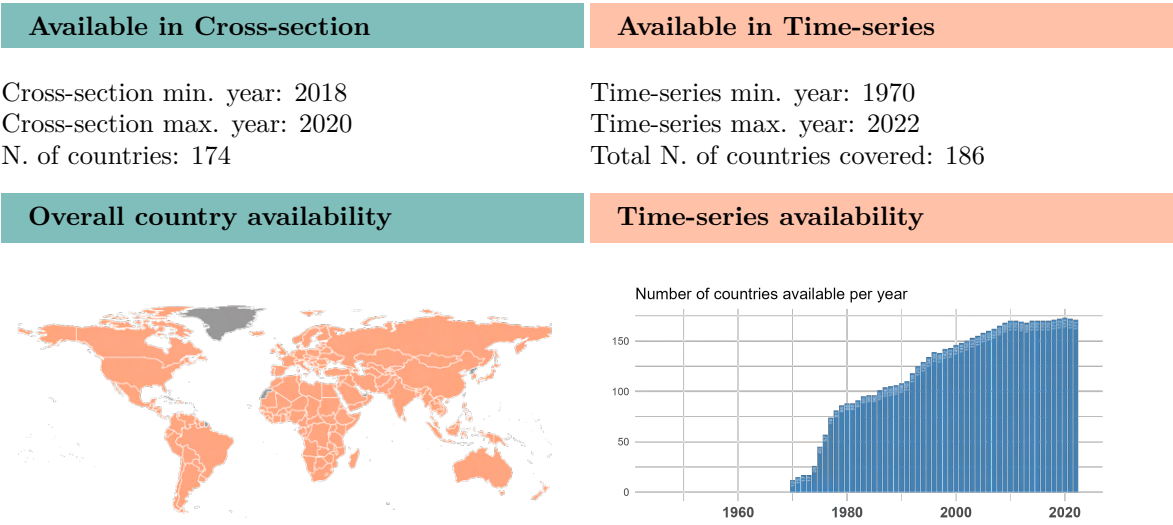 Available in Cross-section
Available in Time-series
Cross-section min. year: 2018
Cross-section max. year: 2020
N. of countries: 174
Time-series min. year: 1970
Time-series max. year: 2022
Total N. of countries covered: 186
Overall country availability
Time-series availability
Number of countries available per year
150
100
50
0
1960 1980 2000 2020